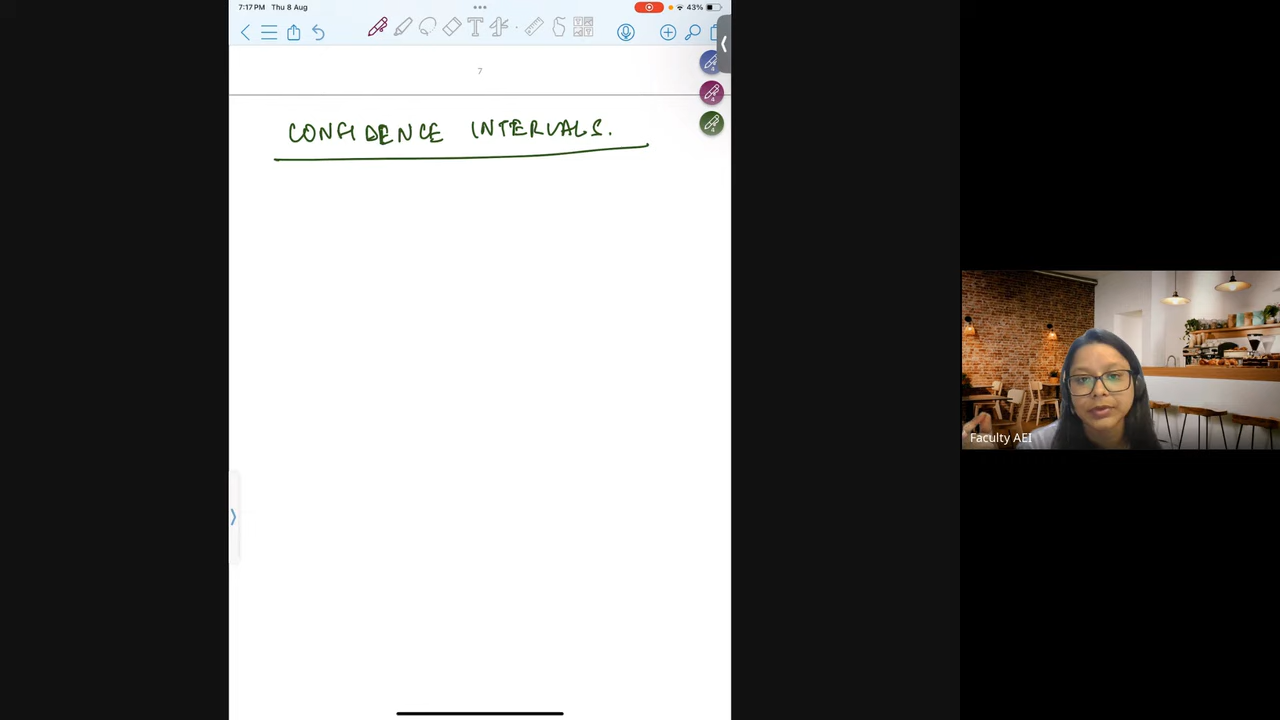 7:17 PM Thu 8 Aug
43%
7
CONFIDENCE INTERVALS.
Faculty AEI